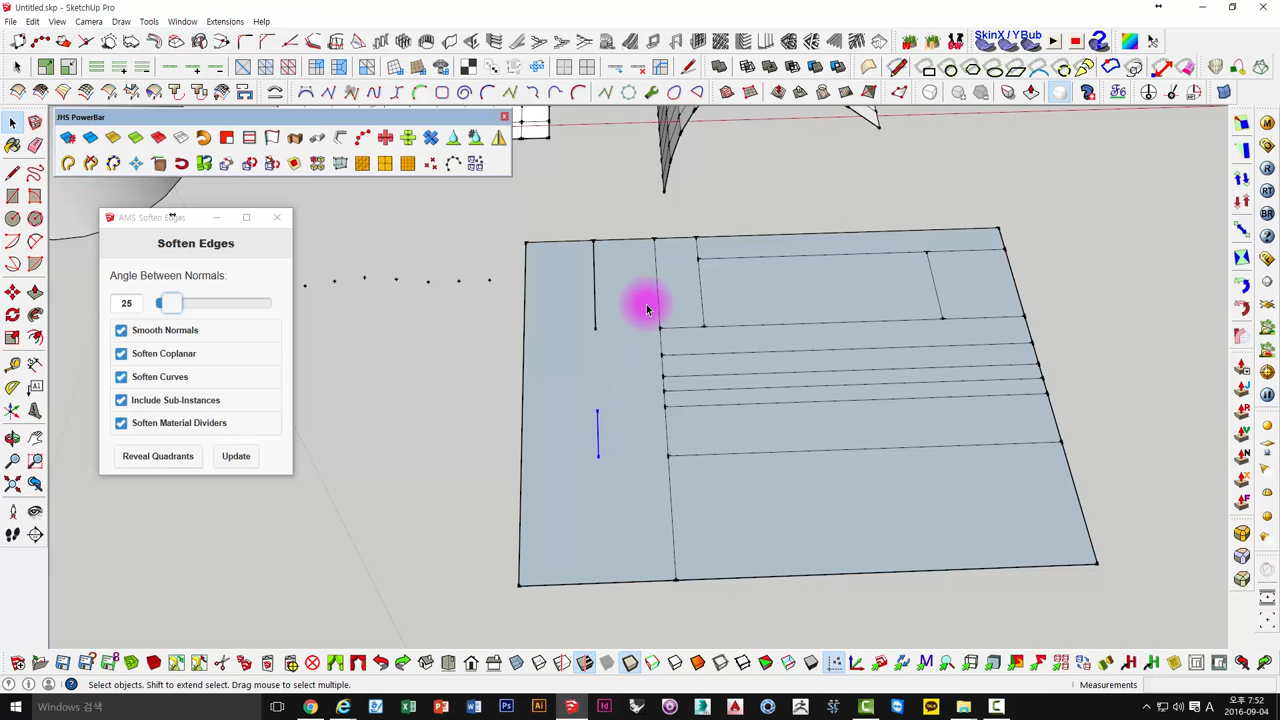 Untitled.skp - SketchUp Pro
File Edit View Camera Draw Tools Window Extensions Help
SkinX / YBub
JHS PowerBar
AMS Soften Edges
Soften Edges
Angle Between Normals:
25
Smooth Normals
Soften Coplanar
Soften Curves
Include Sub-Instances
Soften Material Dividers
Reveal Quadrants Update
Select objects. Shift to extend select. Drag mouse to select multiple.
Measurements
Windows 검색
오후 7:52
2016-09-04